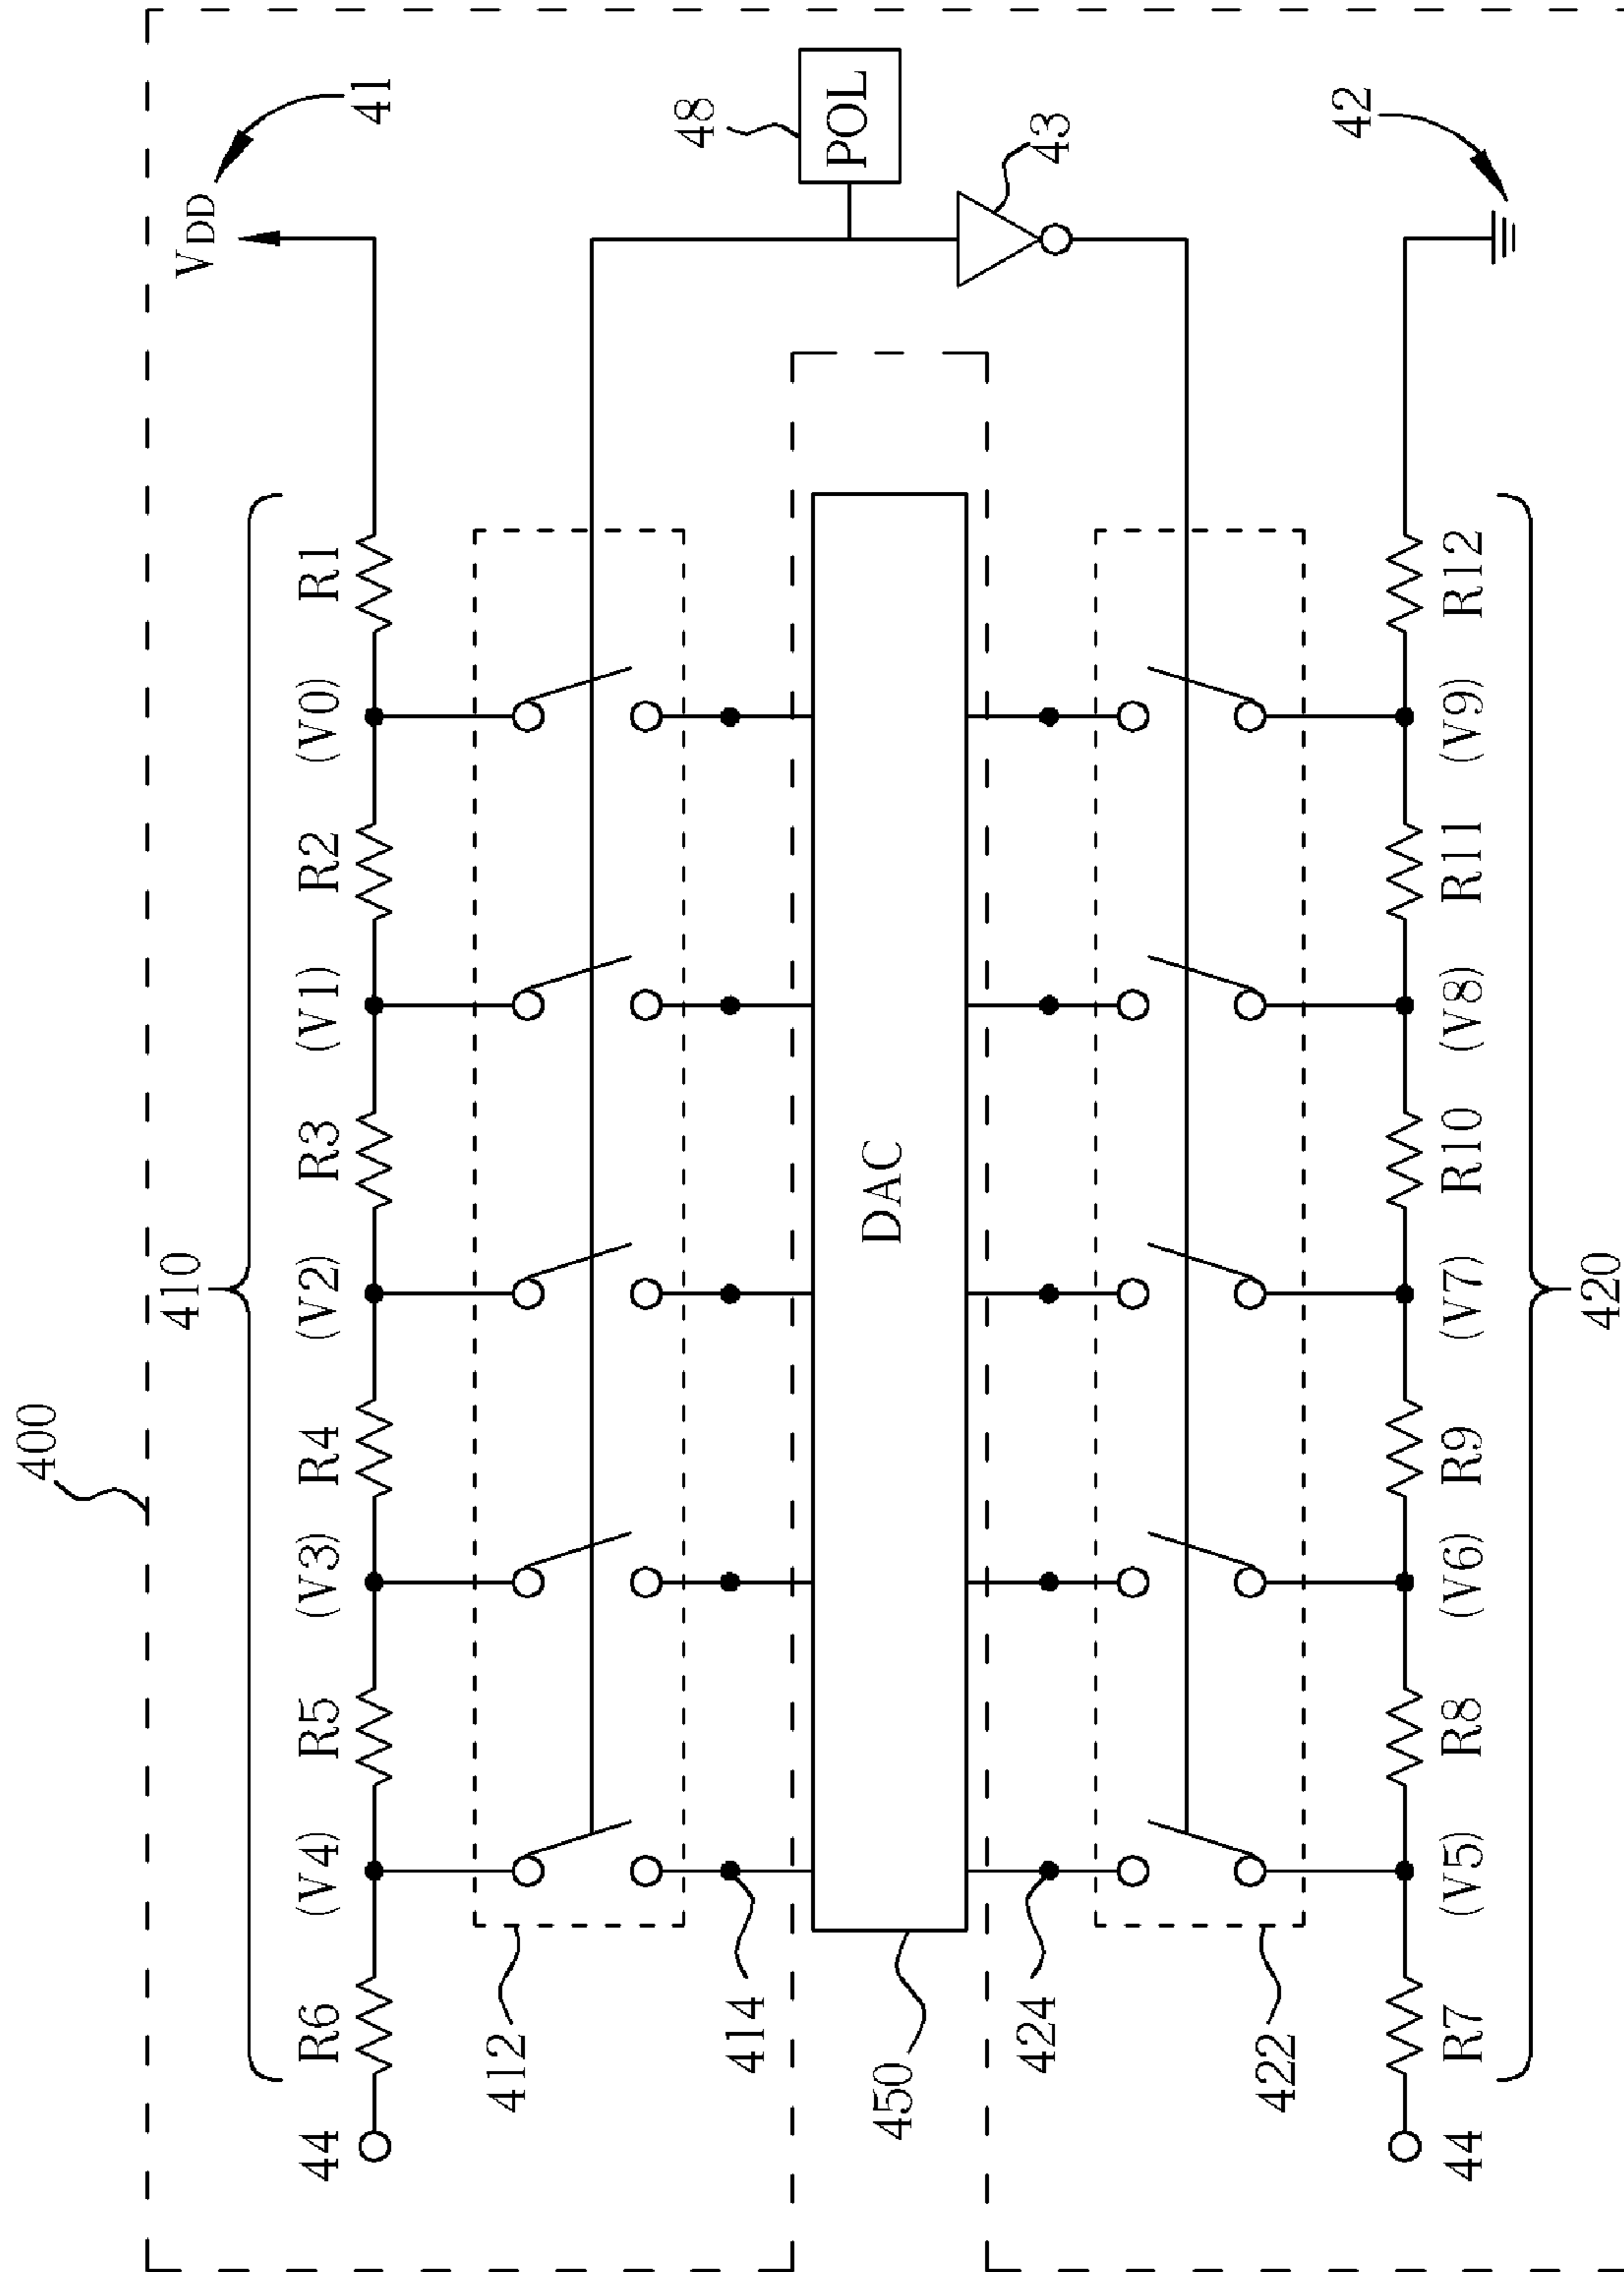 400
410
V_DD
41
44 R6 (V4) R5 (V3) R4 (V2) R3 (V1) R2 (V0) R1
412
414
48
POL
450
DAC
43
424
422
42
44 R7 (V5) R8 (V6) R9 (V7) R10 (V8) R11 (V9) R12
420